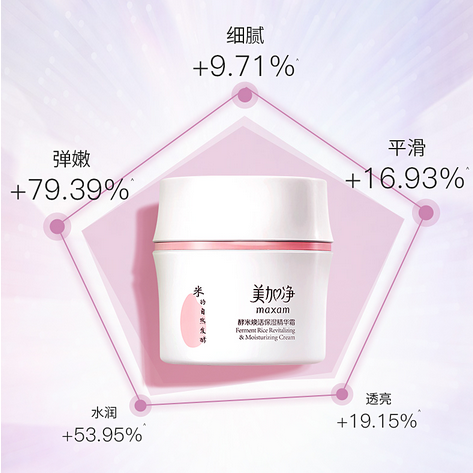 细腻
+9.71%^
弹嫩
+79.39%^
平滑
+16.93%^
米的自然发酵
美加净
maxam
酵米焕活保湿精华霜
Ferment Rice Revitalizing
& Moisturizing Cream
水润
+53.95%^
透亮
+19.15%^